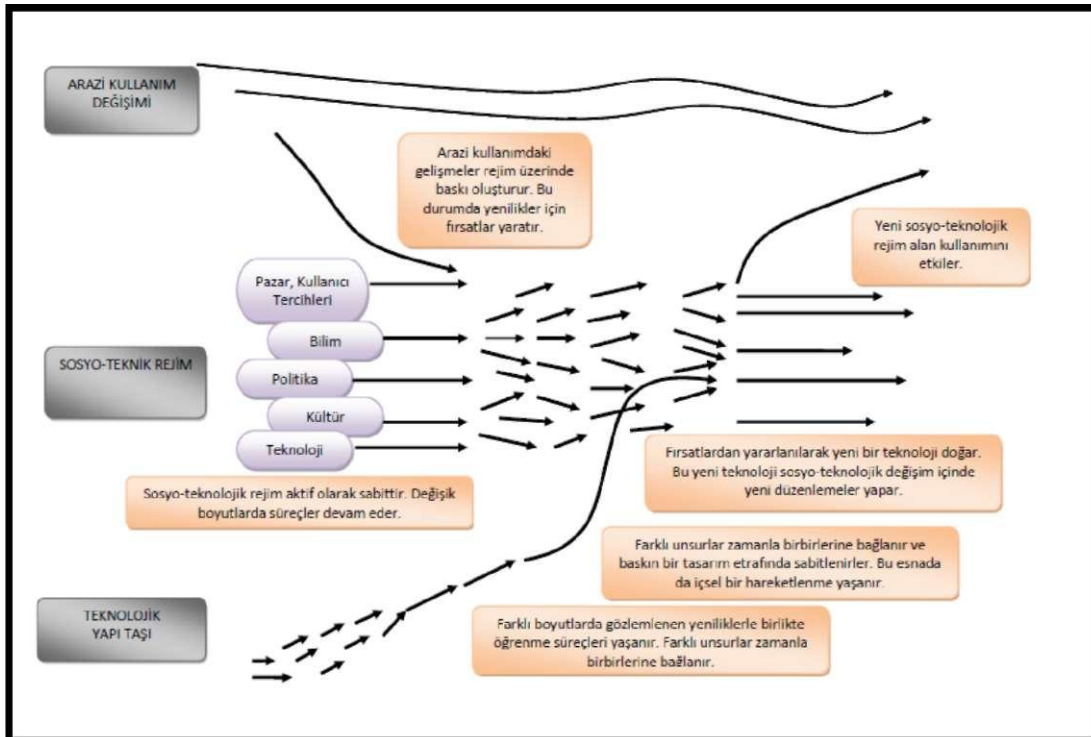 ARAZİ KULLANIM
DEĞİŞİMİ
Arazi kullanımdaki
gelişmeler rejim üzerinde
baskı oluşturur. Bu
durumda yenilikler için
fırsatlar yaratır.
Yeni sosyo-teknolojik
rejim alan kullanımını
etkiler.
Pazar, Kullanıcı
Tercihleri
Bilim
SOSYO-TEKNİK REJİM
Politika
Kültür
Teknoloji
Fırsatlardan yararlanılarak yeni bir teknoloji doğar.
Bu yeni teknoloji sosyo-teknolojik değişim içinde
yeni düzenlemeler yapar.
Sosyo-teknolojik rejim aktif olarak sabittir. Değişik
boyutlarda süreçler devam eder.
Farklı unsurlar zamanla birbirlerine bağlanır ve
baskın bir tasarım etrafında sabitlenirler. Bu esnada
da içsel bir hareketlenme yaşanır.
TEKNOLOJİK
YAPI TAŞI
Farklı boyutlarda gözlemlenen yeniliklerle birlikte
öğrenme süreçleri yaşanır. Farklı unsurlar zamanla
birbirlerine bağlanır.